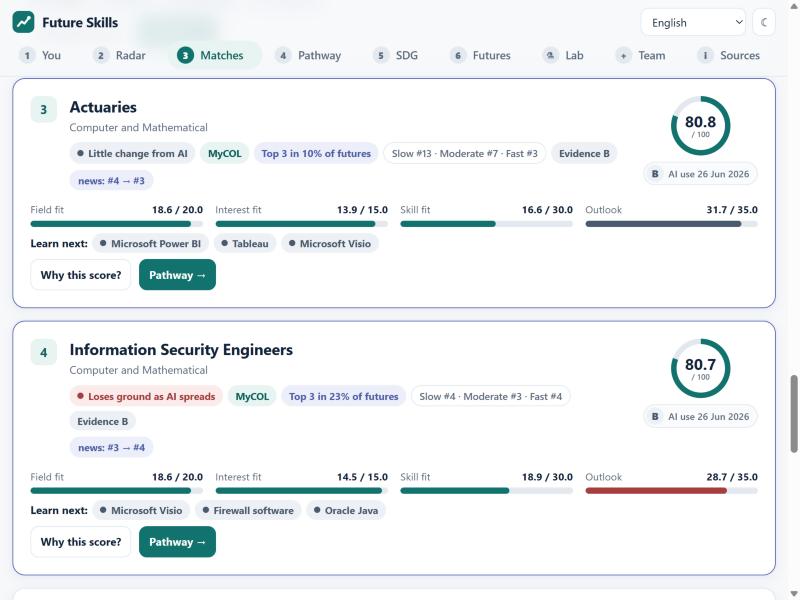 Future Skills
English
1 You
2 Radar
3 Matches
4 Pathway
5 SDG
6 Futures
Lab
+ Team
i Sources
3
Actuaries
Computer and Mathematical
Little change from AI
MyCOL
Top 3 in 10% of futures
Slow #13 · Moderate #7 · Fast #3
Evidence B
news: #4 → #3
80.8
/ 100
B AI use 26 Jun 2026
Field fit 18.6 / 20.0
Interest fit 13.9 / 15.0
Skill fit 16.6 / 30.0
Outlook 31.7 / 35.0
Learn next: Microsoft Power BI Tableau Microsoft Visio
Why this score?
Pathway →
4
Information Security Engineers
Computer and Mathematical
Loses ground as AI spreads
MyCOL
Top 3 in 23% of futures
Slow #4 · Moderate #3 · Fast #4
Evidence B
news: #3 → #4
80.7
/ 100
B AI use 26 Jun 2026
Field fit 18.6 / 20.0
Interest fit 14.5 / 15.0
Skill fit 18.9 / 30.0
Outlook 28.7 / 35.0
Learn next: Microsoft Visio Firewall software Oracle Java
Why this score?
Pathway →